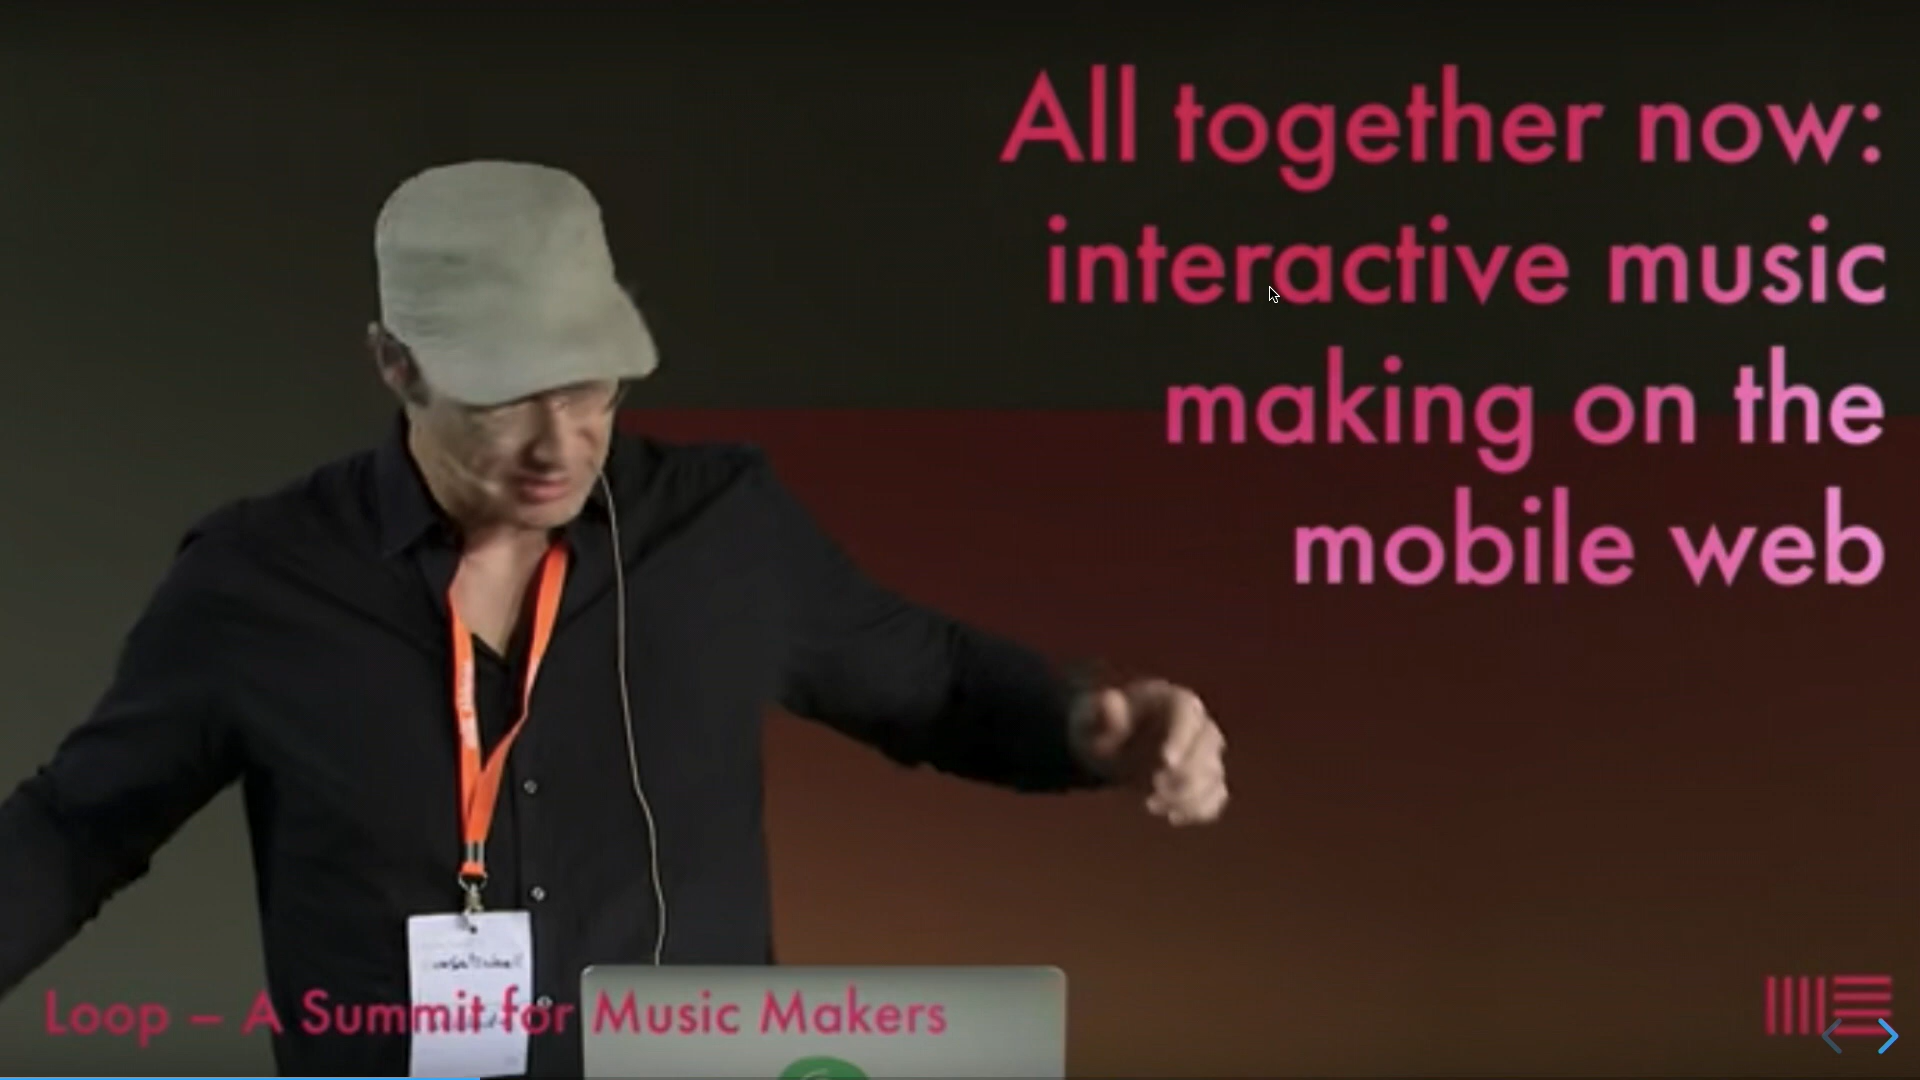 All together now:
interactive music
making on the
mobile web
Loop – A Summit for Music Makers